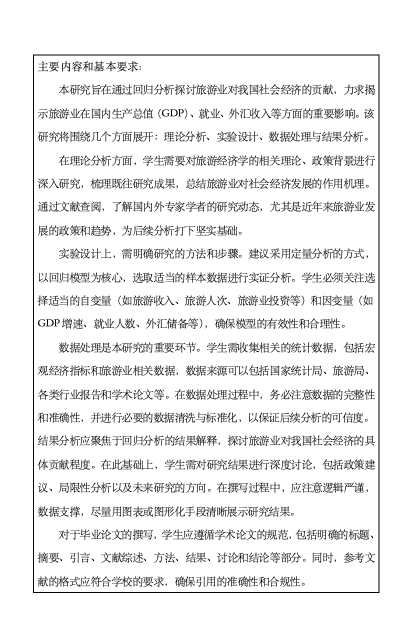 主要内容和基本要求：
本研究旨在通过回归分析探讨旅游业对我国社会经济的贡献，力求揭
示旅游业在国内生产总值（GDP）、就业、外汇收入等方面的重要影响。该
研究将围绕几个方面展开：理论分析、实验设计、数据处理与结果分析。
在理论分析方面，学生需要对旅游经济学的相关理论、政策背景进行
深入研究，梳理既往研究成果，总结旅游业对社会经济发展的作用机理。
通过文献查阅，了解国内外专家学者的研究动态，尤其是近年来旅游业发
展的政策和趋势，为后续分析打下坚实基础。
实验设计上，需明确研究的方法和步骤。建议采用定量分析的方式，
以回归模型为核心，选取适当的样本数据进行实证分析。学生必须关注选
择适当的自变量（如旅游收入、旅游人次、旅游业投资等）和因变量（如
GDP 增速、就业人数、外汇储备等），确保模型的有效性和合理性。
数据处理是本研究的重要环节。学生需收集相关的统计数据，包括宏
观经济指标和旅游业相关数据，数据来源可以包括国家统计局、旅游局、
各类行业报告和学术论文等。在数据处理过程中，务必注意数据的完整性
和准确性，并进行必要的数据清洗与标准化，以保证后续分析的可信度。
结果分析应聚焦于回归分析的结果解释，探讨旅游业对我国社会经济的具
体贡献程度。在此基础上，学生需对研究结果进行深度讨论，包括政策建
议、局限性分析以及未来研究的方向。在撰写过程中，应注意逻辑严谨，
数据支撑，尽量用图表或图形化手段清晰展示研究结果。
对于毕业论文的撰写，学生应遵循学术论文的规范，包括明确的标题、
摘要、引言、文献综述、方法、结果、讨论和结论等部分。同时，参考文
献的格式应符合学校的要求，确保引用的准确性和合规性。